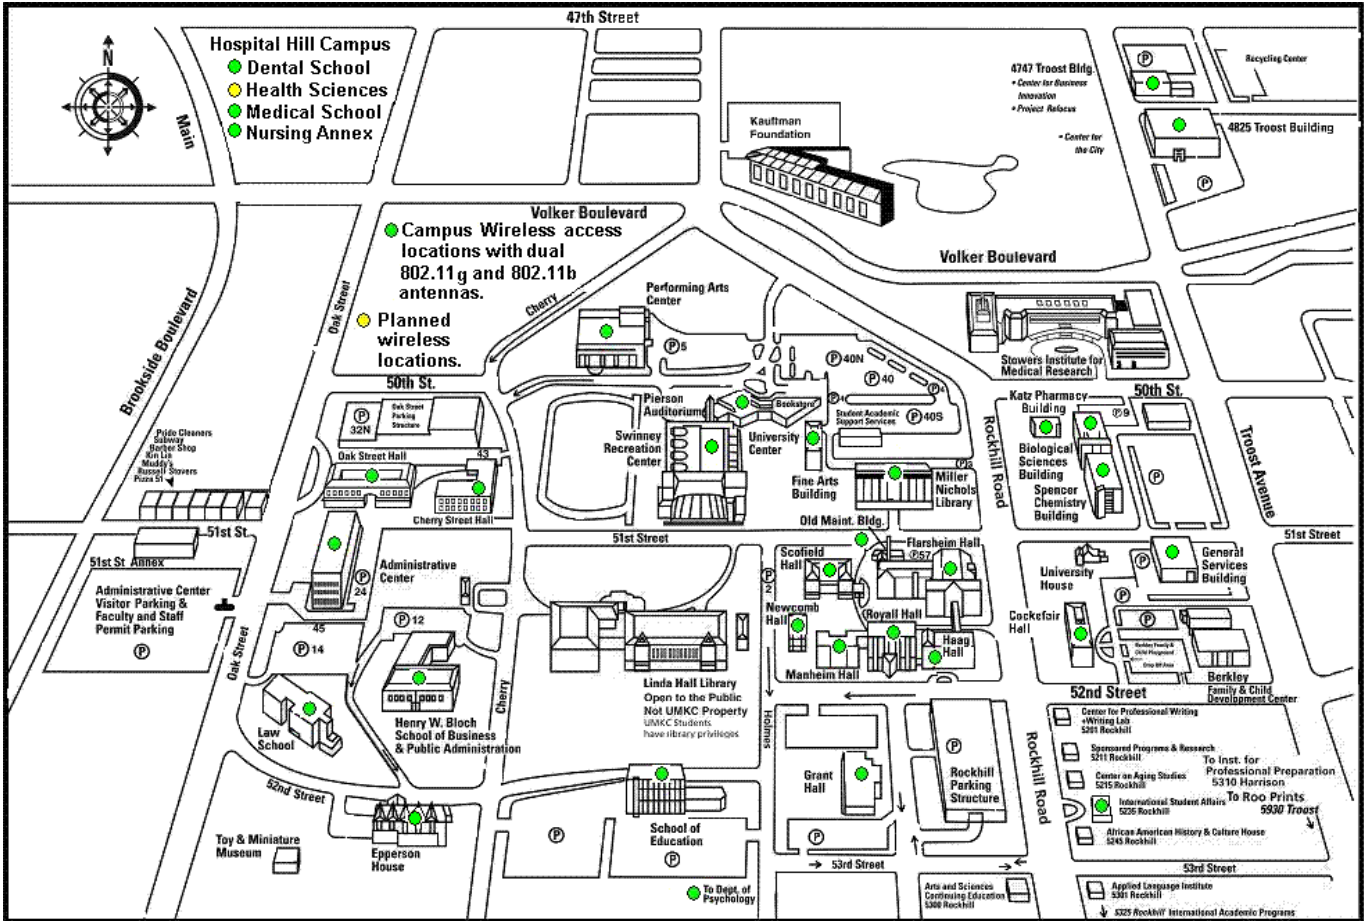 47th Street
N
Main
Hospital Hill Campus
Dental School
Health Sciences
Medical School
Nursing Annex
Kauffman
Foundation
4747 Troost Bldg.
• Center for Business
Innovation
• Project Refocus
• Center for
the City
P
Recycling Center
4825 Troost Building
P
Volker Boulevard
Volker Boulevard
Campus Wireless access
locations with dual
802.11g and 802.11b
antennas.
Planned
wireless
locations.
Oak Street
Cherry
Brookside Boulevard
Performing Arts
Center
P 5
Stowers Institute for
Medical Research
50th St.
50th St.
P
32N
Oak Street
Parking
Structure
Pierson
Auditorium
Bookstore
P 40N
P 40
P 4
P 4
P 40S
Student Academic
Support Services
Katz Pharmacy
Building
P 9
Rockhill Road
Troost Avenue
Pride Cleaners
Subway
Barber Shop
Kin Lin
Muddy's
Russell Stovers
Pizza 51
Oak Street Hall
43
Cherry Street Hall
Swinney
Recreation
Center
University
Center
Fine Arts
Building
Miller
Nichols
Library
Biological
Sciences
Building
Spencer
Chemistry
Building
P
51st St.
51st St Annex
51st Street
51st Street
Old Maint. Bldg.
Flarsheim Hall
P 57
Scofield
Hall
P
2
Newcomb
Hall
Royall Hall
Haag
Hall
Manheim Hall
University
House
General
Services
Building
P
P
P
Cockefair
Hall
Berkley Family &
Child Playground
Drop Off Area
Berkley
Family & Child
Development Center
Administrative Center
Visitor Parking &
Faculty and Staff
Permit Parking
P
Administrative
Center
P
24
P 12
45
P 14
Oak Street
Cherry
Law
School
Henry W. Bloch
School of Business
& Public Administration
Linda Hall Library
Open to the Public
Not UMKC Property
UMKC Students
have library privileges
Holmes
52nd Street
52nd Street
Grant
Hall
P
P
Rockhill
Parking
Structure
Rockhill Road
Center for Professional Writing
+Writing Lab
5201 Rockhill
Sponsored Programs & Research
5211 Rockhill
Center on Aging Studies
5215 Rockhill
International Student Affairs
5235 Rockhill
African American History & Culture House
5245 Rockhill
To Inst. for
Professional Preparation
5310 Harrison
To Roo Prints
5930 Troost
Toy & Miniature
Museum
Epperson
House
P
School of
Education
P
To Dept. of
Psychology
53rd Street
53rd Street
Arts and Sciences
Continuing Education
5300 Rockhill
Applied Language Institute
5301 Rockhill
5325 Rockhill International Academic Programs